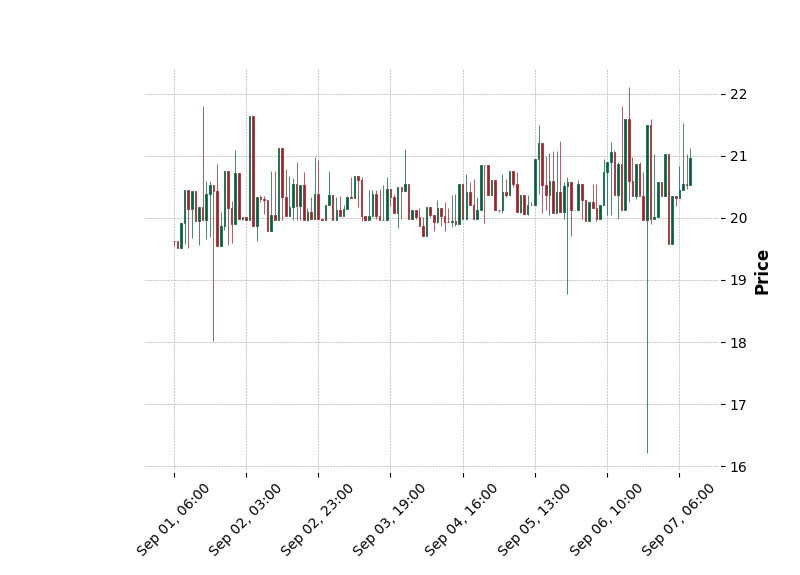 22
21
20
19
18
17
16
Price
Sep 01, 06:00
Sep 02, 03:00
Sep 02, 23:00
Sep 03, 19:00
Sep 04, 16:00
Sep 05, 13:00
Sep 06, 10:00
Sep 07, 06:00